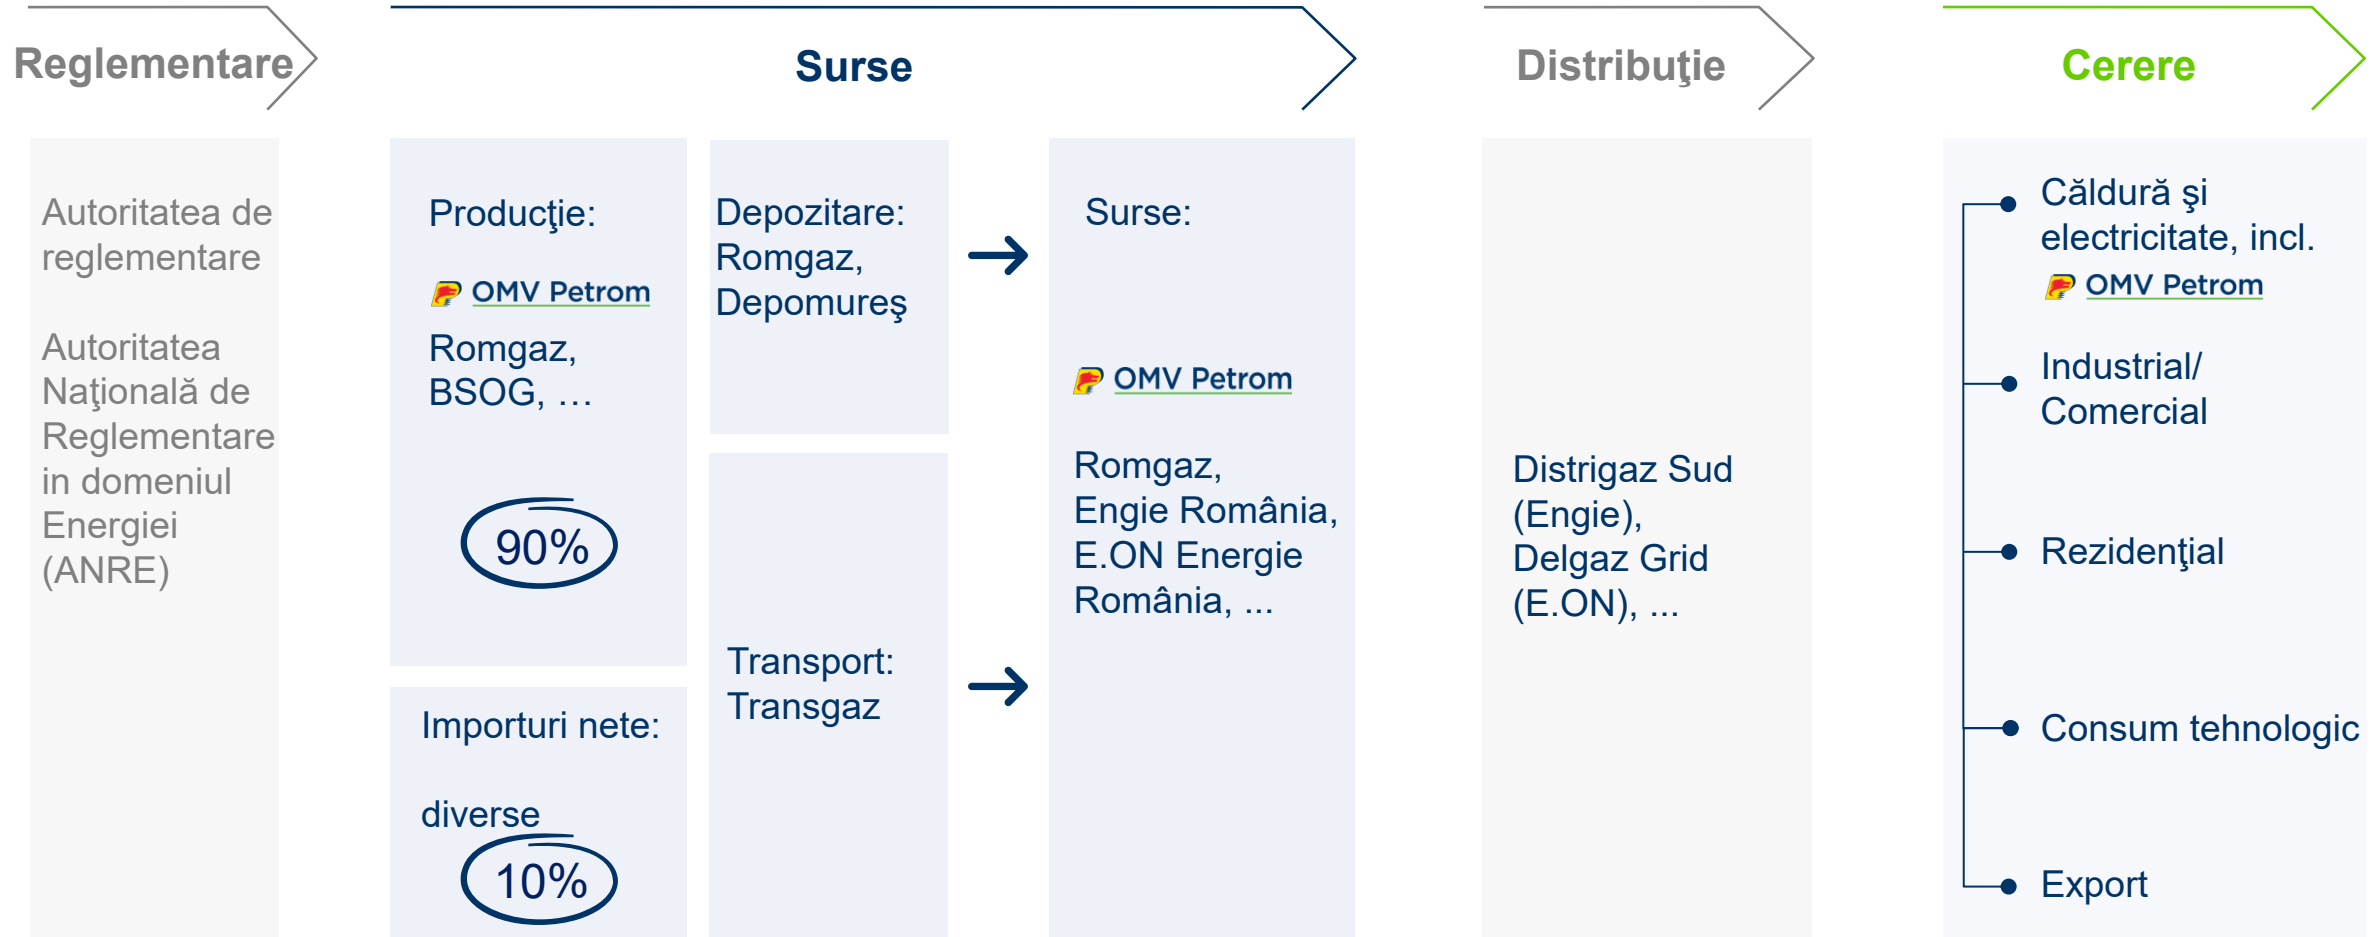 Reglementare
Surse
Distribuţie
Cerere
Autoritatea de
reglementare
Autoritatea
Naţională de
Reglementare
in domeniul
Energiei
(ANRE)
Producţie:
OMV Petrom
Romgaz,
BSOG, …
90%
Importuri nete:
diverse
10%
Depozitare:
Romgaz,
Depomureş
Transport:
Transgaz
Surse:
OMV Petrom
Romgaz,
Engie România,
E.ON Energie
România, ...
Distrigaz Sud
(Engie),
Delgaz Grid
(E.ON), ...
Căldură şi
electricitate, incl.
OMV Petrom
Industrial/
Comercial
Rezidenţial
Consum tehnologic
Export